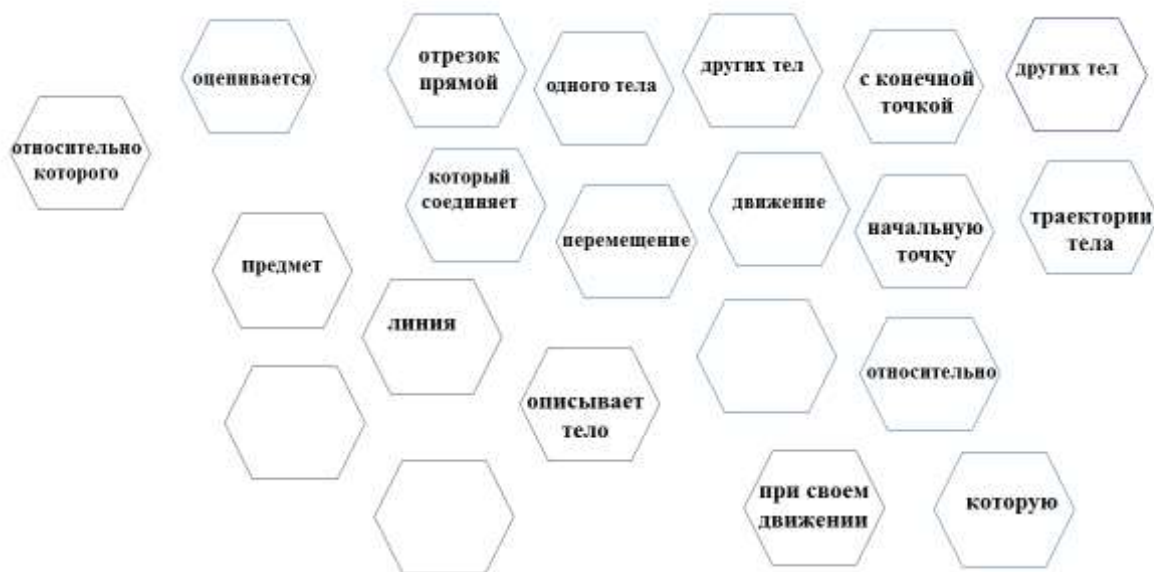 оценивается
отрезок
прямой
одного тела
других тел
с конечной
точкой
других тел
относительно
которого
который
соединяет
перемещение
движение
начальную
точку
траектории
тела
предмет
линия
описывает
тело
относительно
при своем
движении
которую